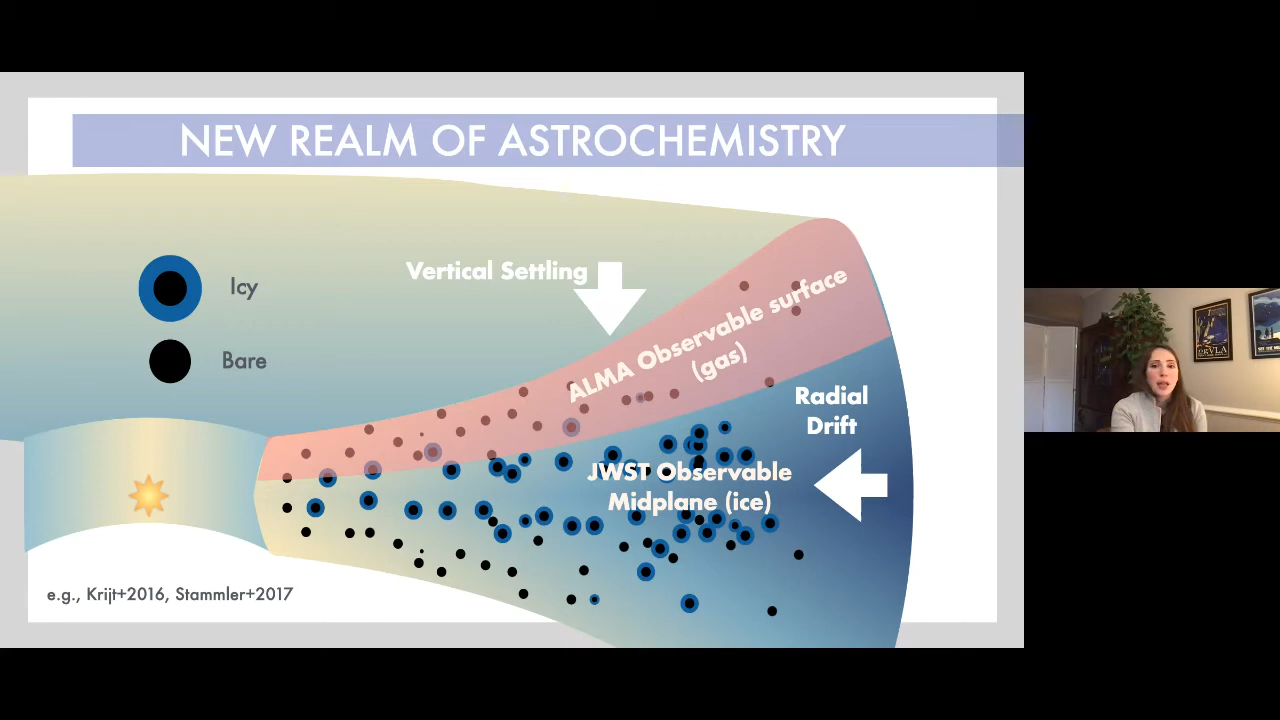 NEW REALM OF ASTROCHEMISTRY
Icy
Bare
Vertical Settling
ALMA Observable surface
(gas)
Radial
Drift
JWST Observable
Midplane (ice)
e.g., Krijt+2016, Stammler+2017
VLA